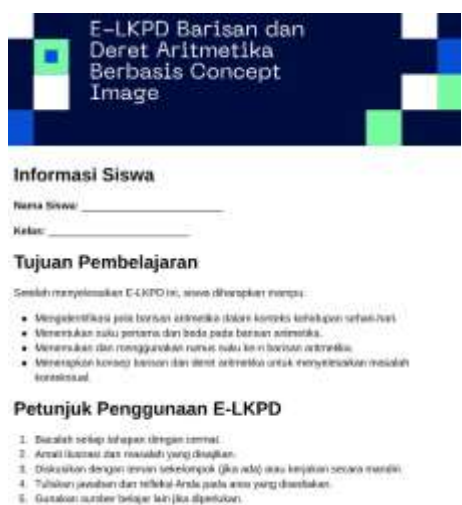 E-LKPD Barisan dan
Deret Aritmetika
Berbasis Concept
Image
Informasi Siswa
Nama Siswa: ____________________
Kelas: ____________________
Tujuan Pembelajaran
Setelah menyelesaikan E-LKPD ini, siswa diharapkan mampu:
Mengidentifikasi pola barisan aritmetika dalam konteks kehidupan sehari-hari.
Menentukan suku pertama dan beda pada barisan aritmetika.
Menemukan dan menggunakan rumus suku ke-n barisan aritmetika.
Menerapkan konsep barisan dan deret aritmetika untuk menyelesaikan masalah
kontekstual.
Petunjuk Penggunaan E-LKPD
1. Bacalah setiap tahapan dengan cermat.
2. Amati ilustrasi dan masalah yang disajikan.
3. Diskusikan dengan teman sekelompok (jika ada) atau kerjakan secara mandiri.
4. Tuliskan jawaban dan refleksi Anda pada area yang disediakan.
5. Gunakan sumber belajar lain jika diperlukan.